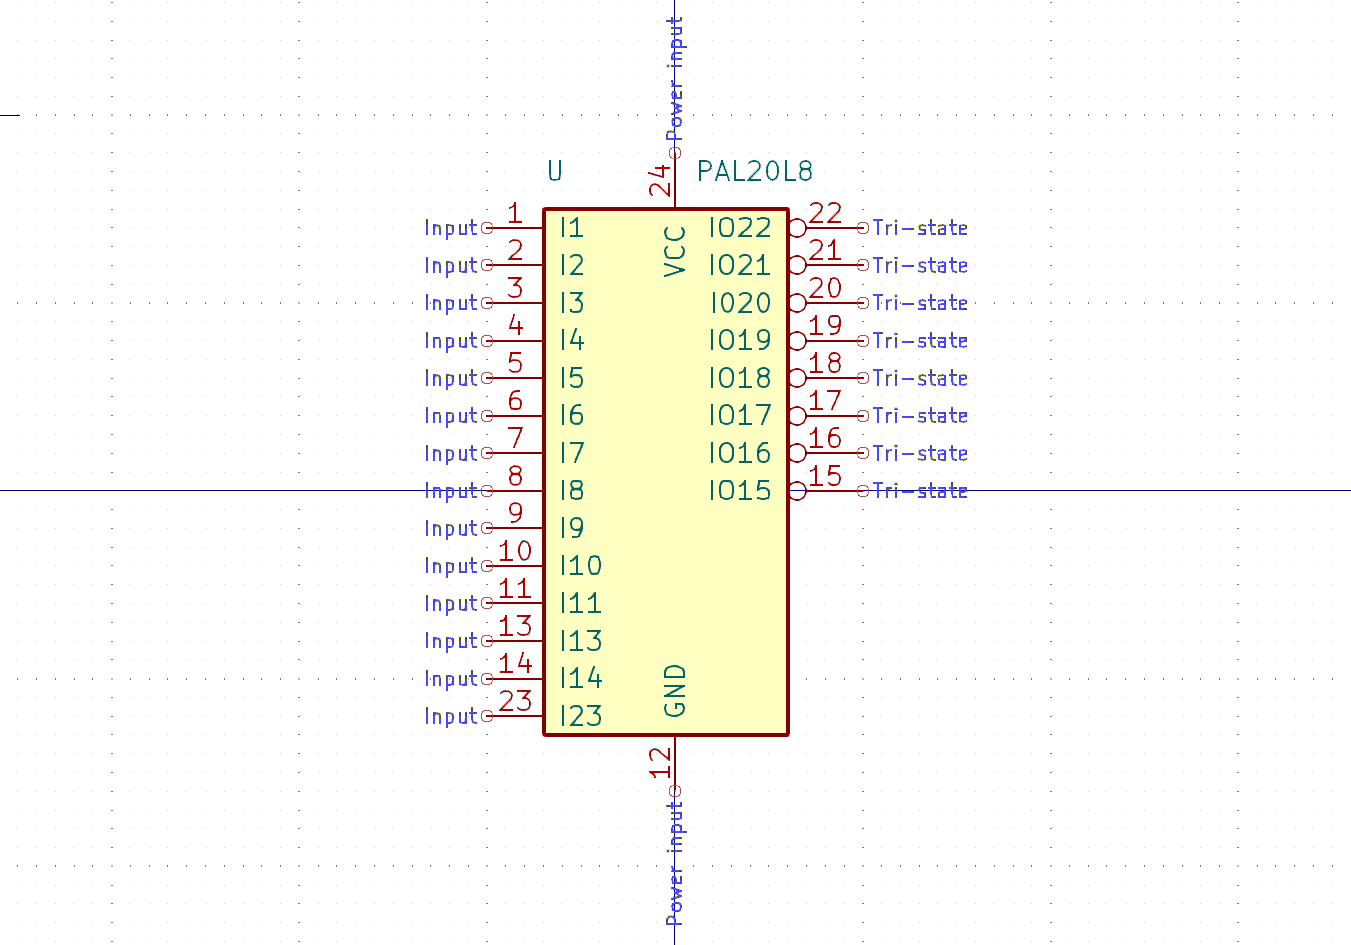 Power input
U 24 PAL20L8
Input 1 I1 VCC IO22 22 Tri-state
Input 2 I2 IO21 21 Tri-state
Input 3 I3 I020 20 Tri-state
Input 4 I4 IO19 19 Tri-state
Input 5 I5 IO18 18 Tri-state
Input 6 I6 IO17 17 Tri-state
Input 7 I7 IO16 16 Tri-state
Input 8 I8 IO15 15 Tri-state
Input 9 I9
Input 10 I10
Input 11 I11
Input 13 I13
Input 14 I14 GND
Input 23 I23
12
Power input